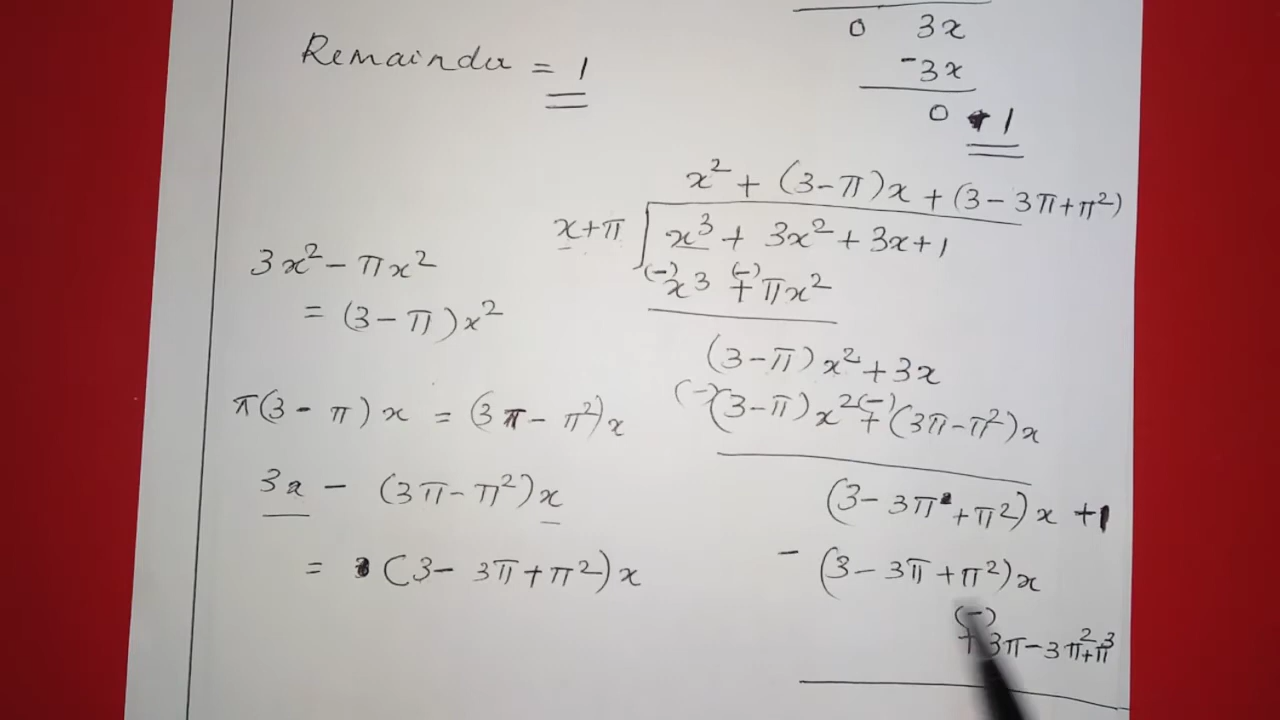 0 3x
-3x
Remainder = 1
0 1
x² + (3-π)x + (3-3π+π²)
x+π x³ + 3x² + 3x + 1
(-) (-)
x³ + πx²
3x² - πx²
= (3-π)x²
(3-π)x² + 3x
(-) (-)
(3-π)x² + (3π-π²)x
π(3-π)x = (3π-π²)x
3x - (3π-π²)x
(3-3π+π²)x + 1
= (3-3π+π²)x
- (3-3π+π²)x
(-)
+3π-3π²+π³